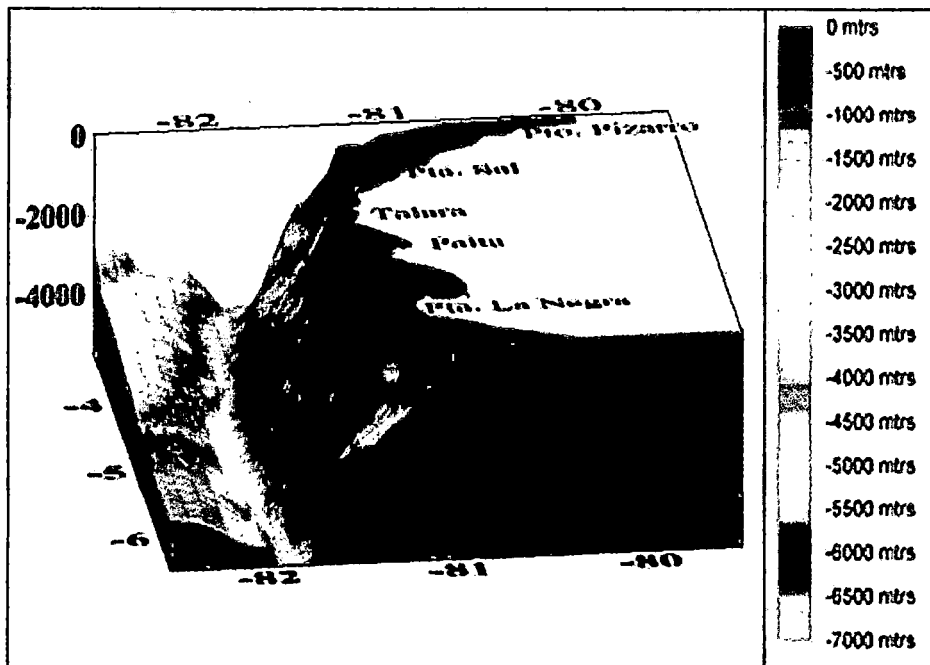 -82 -81 -80
0
-2000
-4000
Pto. Pizarro
Pta. Sal
Talara
Paita
Pta. La Negra
-4
-5
-6
-82 -81 -80
0 mtrs
-500 mtrs
-1000 mtrs
-1500 mtrs
-2000 mtrs
-2500 mtrs
-3000 mtrs
-3500 mtrs
-4000 mtrs
-4500 mtrs
-5000 mtrs
-5500 mtrs
-6000 mtrs
-6500 mtrs
-7000 mtrs